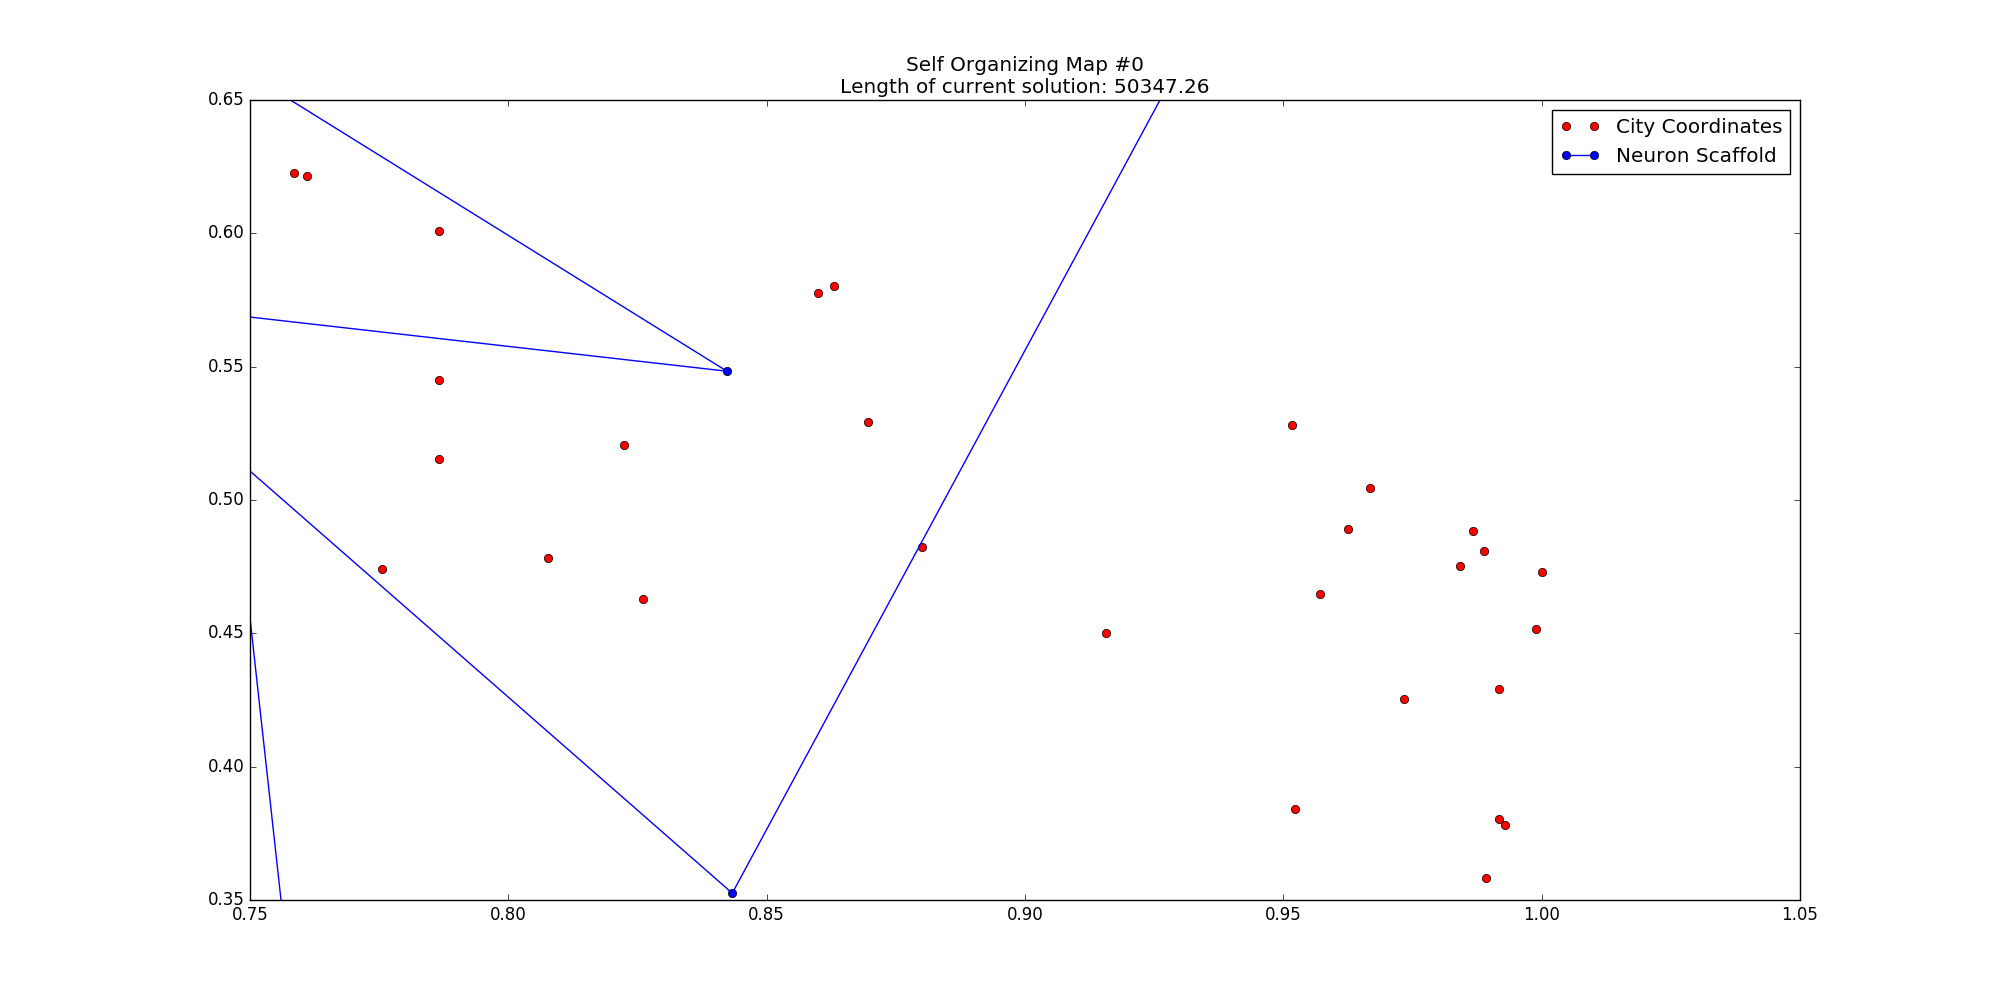 Self Organizing Map #0
Length of current solution: 50347.26
City Coordinates
Neuron Scaffold
0.65
0.60
0.55
0.50
0.45
0.40
0.35
0.75 0.80 0.85 0.90 0.95 1.00 1.05